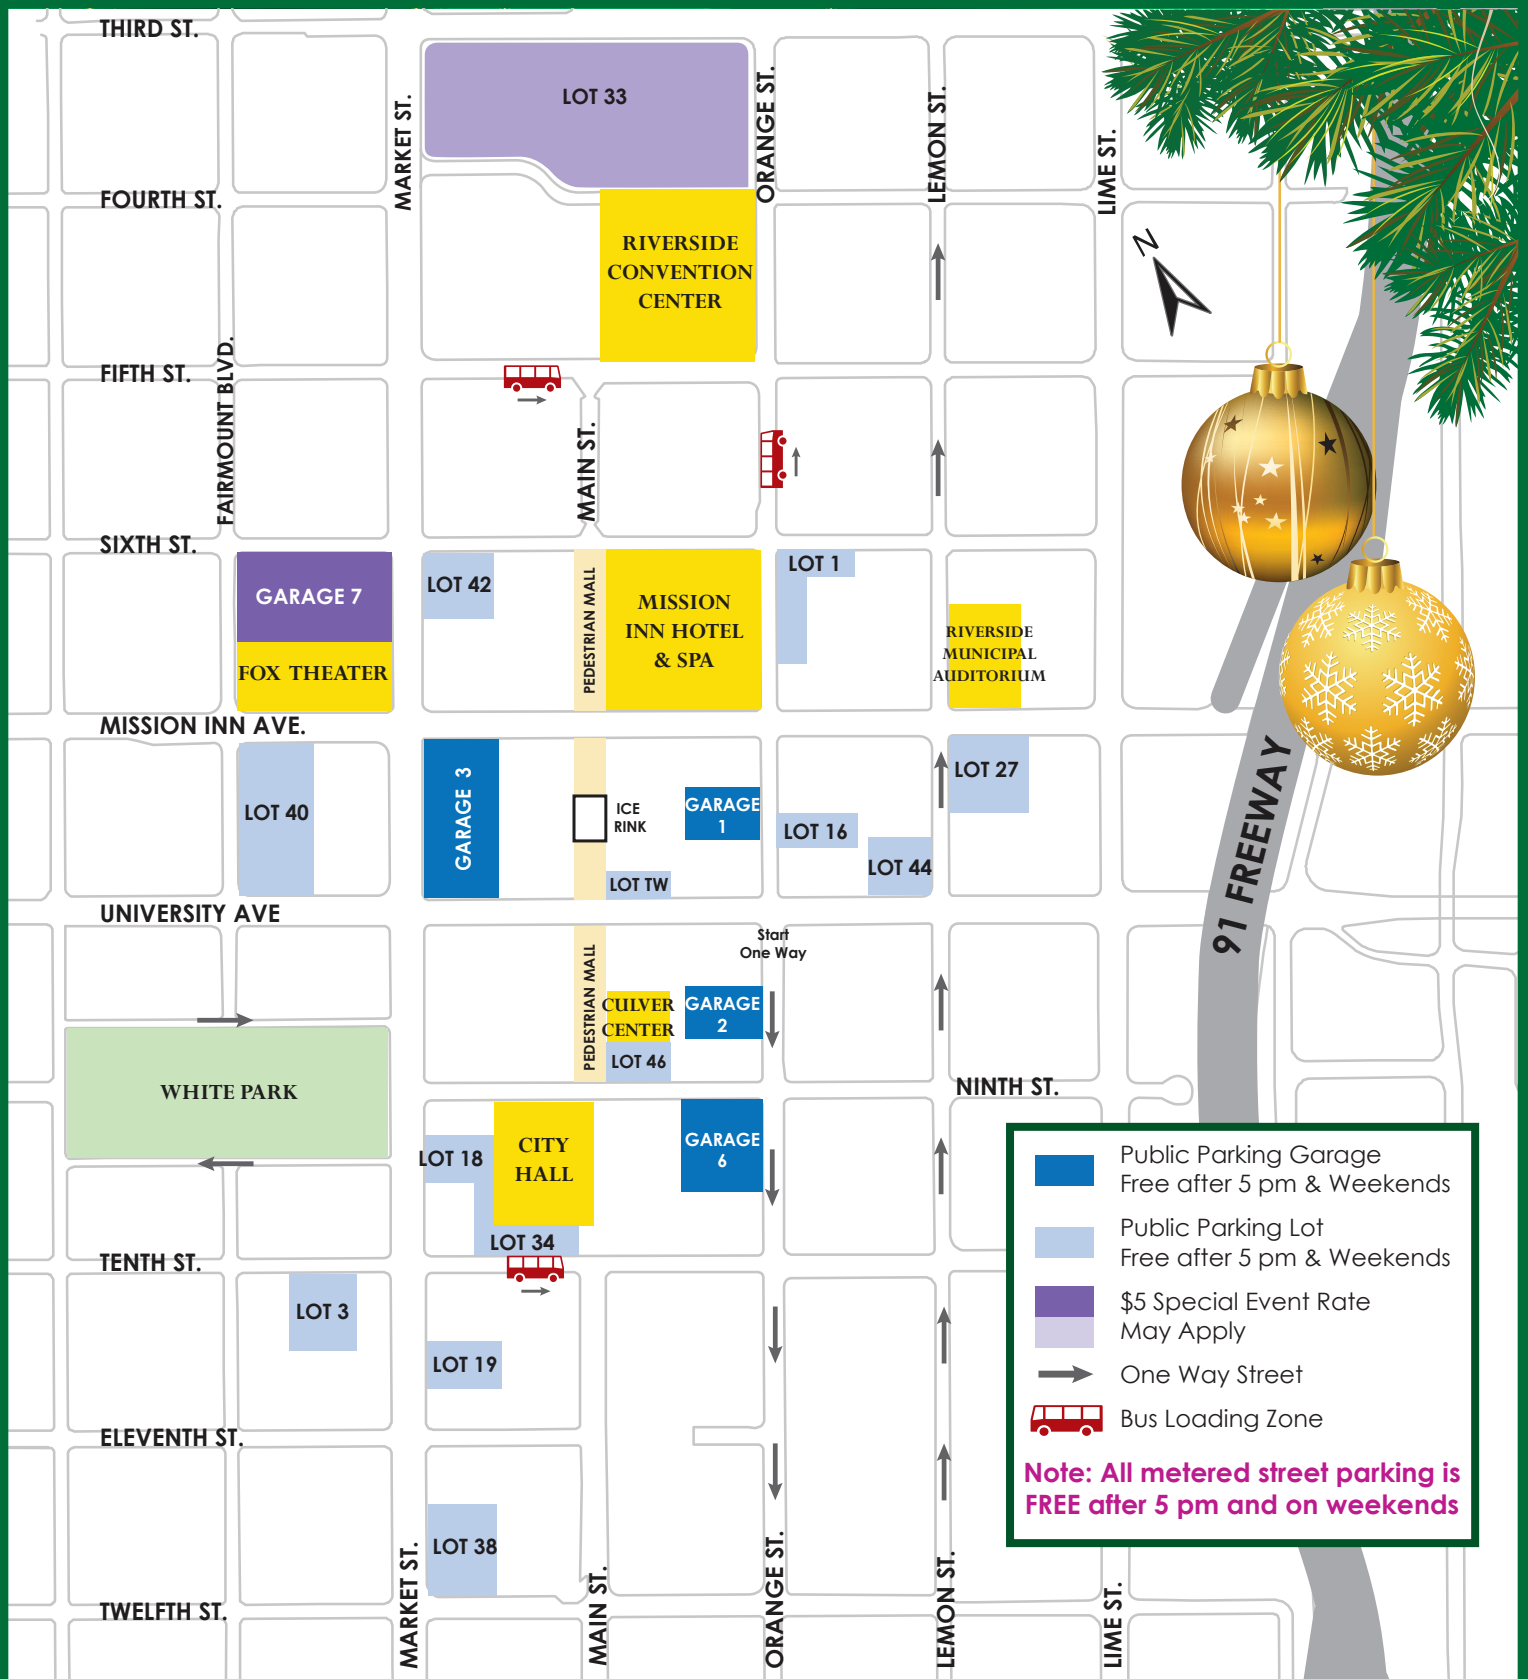 THIRD ST.
LOT 33
MARKET ST.
ORANGE ST.
LEMON ST.
LIME ST.
FOURTH ST.
RIVERSIDE
CONVENTION
CENTER
N
FIFTH ST.
FAIRMOUNT BLVD.
MAIN ST.
SIXTH ST.
GARAGE 7
FOX THEATER
LOT 42
PEDESTRIAN MALL
MISSION
INN HOTEL
& SPA
LOT 1
RIVERSIDE
MUNICIPAL
AUDITORIUM
MISSION INN AVE.
LOT 40
GARAGE 3
ICE
RINK
GARAGE
1
LOT TW
LOT 16
LOT 44
LOT 27
91 FREEWAY
UNIVERSITY AVE
Start
One Way
PEDESTRIAN MALL
CULVER
CENTER
LOT 46
GARAGE
2
WHITE PARK
NINTH ST.
LOT 18
CITY
HALL
GARAGE
6
LOT 34
TENTH ST.
LOT 3
LOT 19
ELEVENTH ST.
LOT 38
TWELFTH ST.
MARKET ST.
MAIN ST.
ORANGE ST.
LEMON ST.
LIME ST.
Public Parking Garage
Free after 5 pm & Weekends
Public Parking Lot
Free after 5 pm & Weekends
$5 Special Event Rate
May Apply
One Way Street
Bus Loading Zone
Note: All metered street parking is
FREE after 5 pm and on weekends